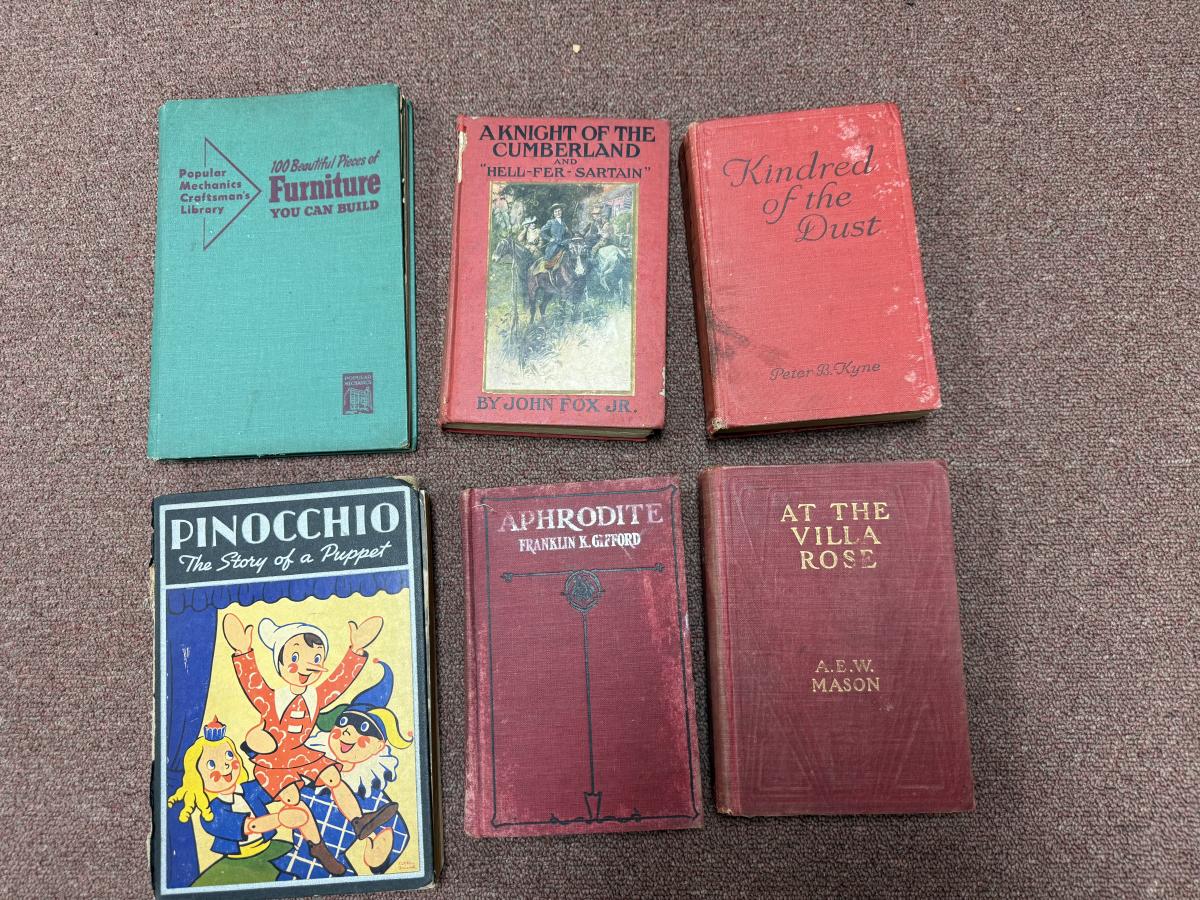 Popular
Mechanics
Craftsman's
Library
100 Beautiful Pieces of
Furniture
YOU CAN BUILD
POPULAR
MECHANICS
A KNIGHT OF THE
CUMBERLAND
AND
"HELL-FER-SARTAIN"
BY JOHN FOX JR.
Kindred
of the
Dust
Peter B. Kyne
PINOCCHIO
The Story of a Puppet
APHRODITE
FRANKLIN K. GIFFORD
AT THE
VILLA
ROSE
A.E.W.
MASON